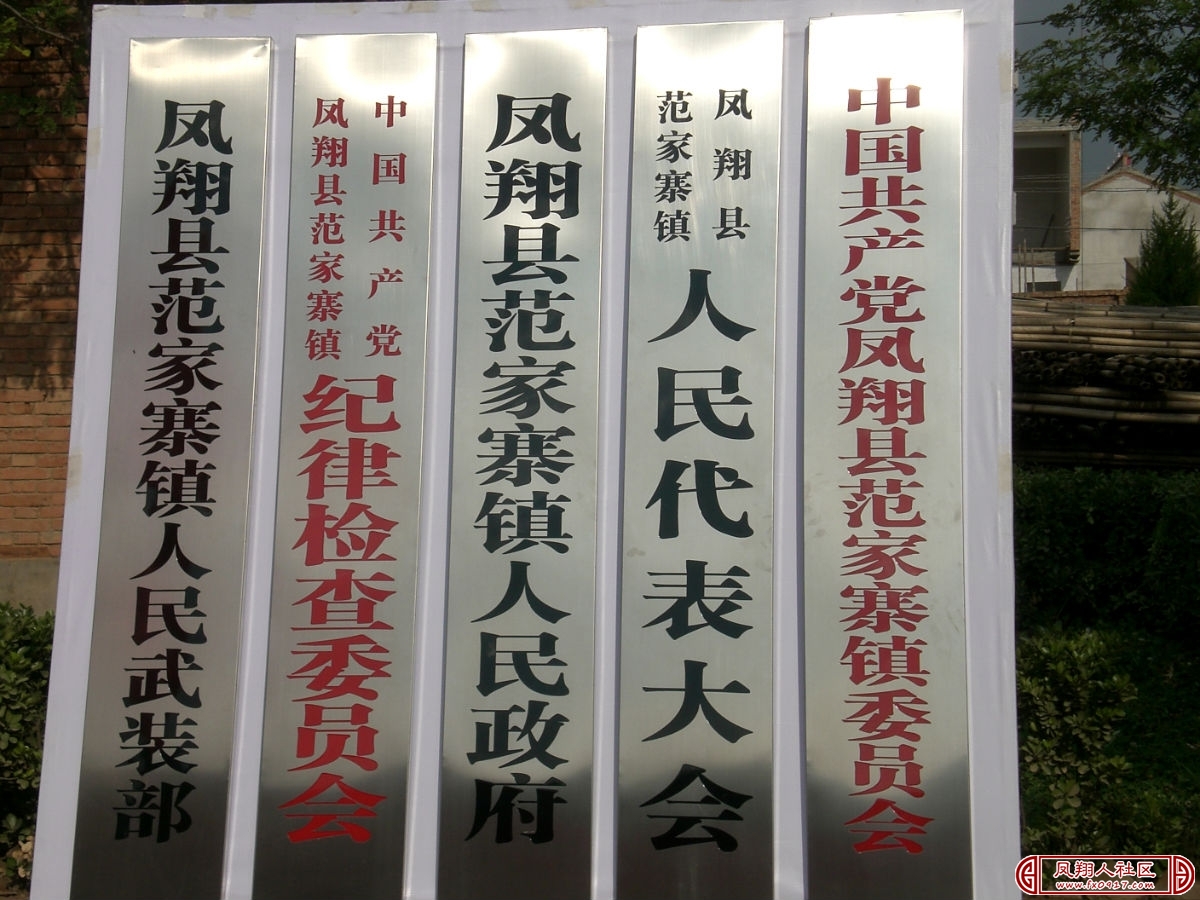 中国共产党凤翔县范家寨镇委员会
凤翔县
范家寨镇
人民代表大会
凤翔县范家寨镇人民政府
中国共产党
凤翔县范家寨镇
纪律检查委员会
凤翔县范家寨镇人民武装部
凤翔人社区
www.fx0917.com